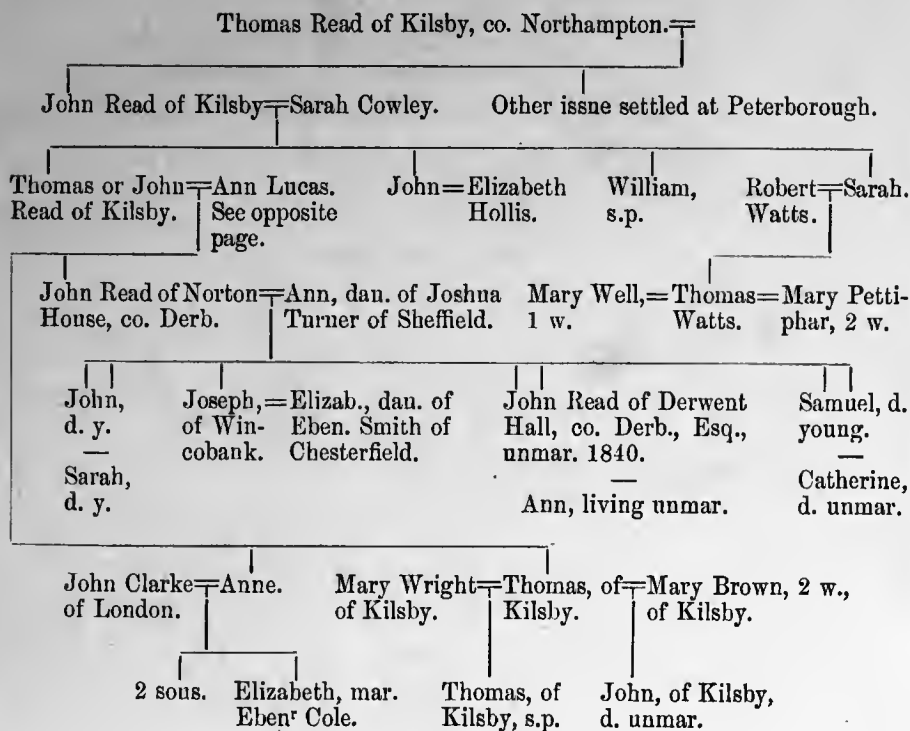 Thomas Read of Kilsby, co. Northampton.=
John Read of Kilsby=Sarah Cowley. Other issne settled at Peterborough.
Thomas or John=Ann Lucas. John=Elizabeth William, Robert=Sarah.
Read of Kilsby. See opposite Hollis. s.p. Watts.
page.
John Read of Norton=Ann, dau. of Joshua Mary Well,=Thomas=Mary Petti-
House, co. Derb. Turner of Sheffield. 1 w. Watts. phar, 2 w.
John, Joseph,=Elizab., dau. of John Read of Derwent Samuel, d.
d. y. of Win- Eben. Smith of Hall, co. Derb., Esq., young.
— cobank. Chesterfield. unmar. 1840. —
Sarah, — Catherine,
d. y. Ann, living unmar. d. unmar.
John Clarke=Anne. Mary Wright=Thomas, of=Mary Brown, 2 w.,
of London. of Kilsby. Kilsby. of Kilsby.
2 sous. Elizabeth, mar. Thomas, of John, of Kilsby,
Ebenr Cole. Kilsby, s.p. d. unmar.